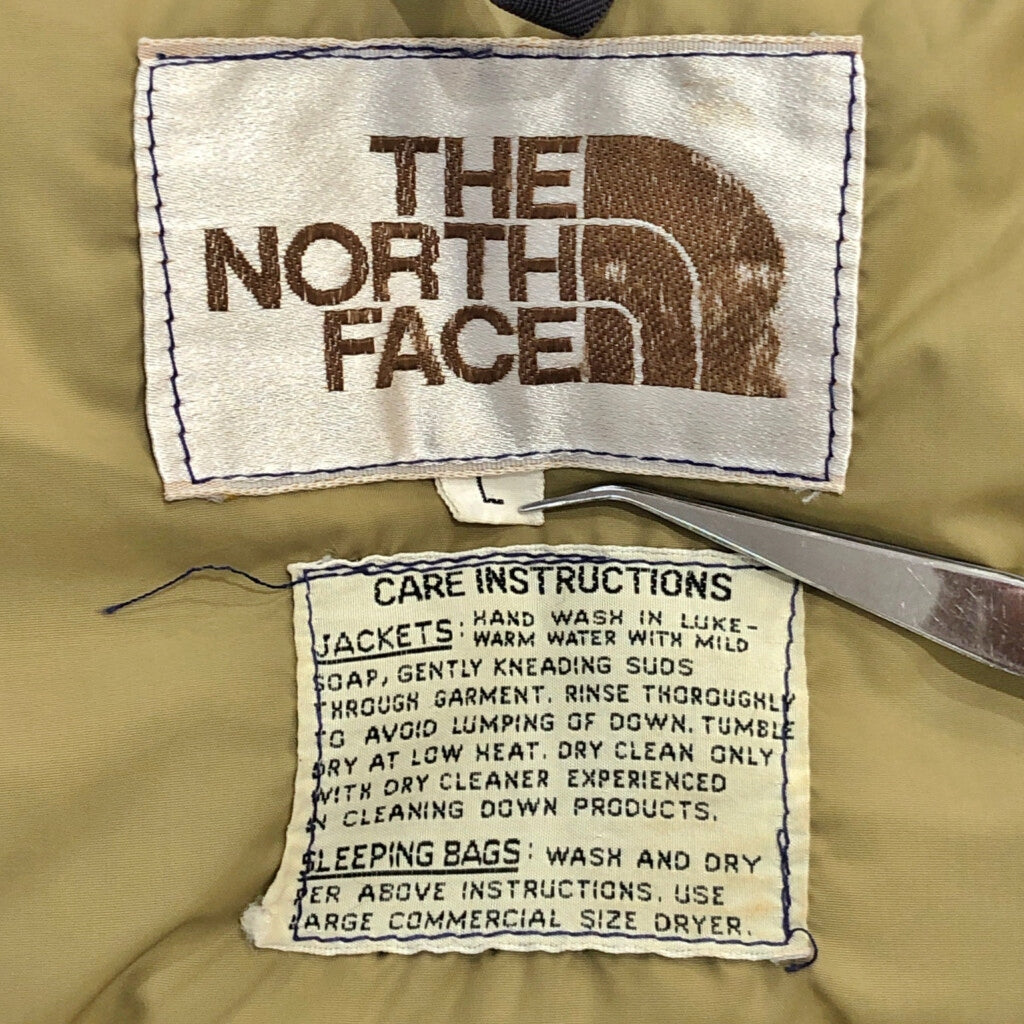 THE
NORTH
FACE
L
CARE INSTRUCTIONS
JACKETS: HAND WASH IN LUKE-
WARM WATER WITH MILD
SOAP, GENTLY KNEADING SUDS
THROUGH GARMENT. RINSE THOROUGHLY
TO AVOID LUMPING OF DOWN. TUMBLE
DRY AT LOW HEAT. DRY CLEAN ONLY
WITH DRY CLEANER EXPERIENCED
IN CLEANING DOWN PRODUCTS.
SLEEPING BAGS: WASH AND DRY
PER ABOVE INSTRUCTIONS. USE
LARGE COMMERCIAL SIZE DRYER.